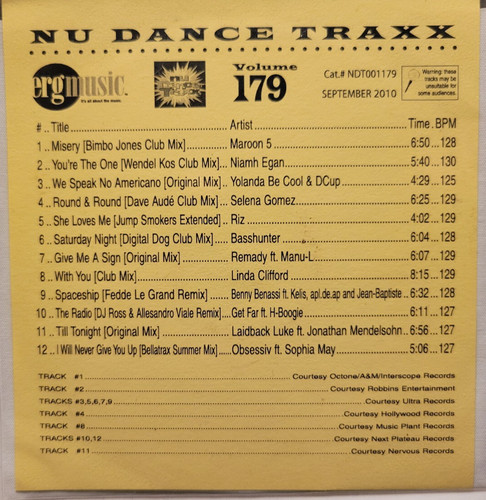 NU DANCE TRAXX
ergmusic.
It's all about the music.
nu dance traxx
Volume 179
Cat.# NDT001179
SEPTEMBER 2010
Warning: these tracks may be unsuitable for some audiences.
# .. Title Artist Time . BPM
1 .. Misery [Bimbo Jones Club Mix] Maroon 5 6:50 ... 128
2 .. You're The One [Wendel Kos Club Mix] Niamh Egan 5:40 ... 130
3 .. We Speak No Americano [Original Mix] Yolanda Be Cool & DCup 4:29 ... 125
4 .. Round & Round [Dave Audé Club Mix] Selena Gomez 6:25 ... 129
5 .. She Loves Me [Jump Smokers Extended] Riz 4:02 ... 129
6 .. Saturday Night [Digital Dog Club Mix] Basshunter 6:04 ... 128
7 .. Give Me A Sign [Original Mix] Remady ft. Manu-L 6:07 ... 129
8 .. With You [Club Mix] Linda Clifford 8:15 ... 129
9 .. Spaceship [Fedde Le Grand Remix] Benny Benassi ft. Kelis, apl.de.ap and Jean-Baptiste 6:32 ... 128
10 .. The Radio [DJ Ross & Allesandro Viale Remix] Get Far ft. H-Boogie 6:11 ... 127
11 .. Till Tonight [Original Mix] Laidback Luke ft. Jonathan Mendelsohn 6:56 ... 127
12 .. I Will Never Give You Up [Bellatrax Summer Mix] Obsessiv ft. Sophia May 5:06 ... 127
TRACK #1 Courtesy Octone/A&M/Interscope Records
TRACK #2 Courtesy Robbins Entertainment
TRACKS #3,5,6,7,9 Courtesy Ultra Records
TRACK #4 Courtesy Hollywood Records
TRACK #8 Courtesy Music Plant Records
TRACKS #10,12 Courtesy Next Plateau Records
TRACK #11 Courtesy Nervous Records